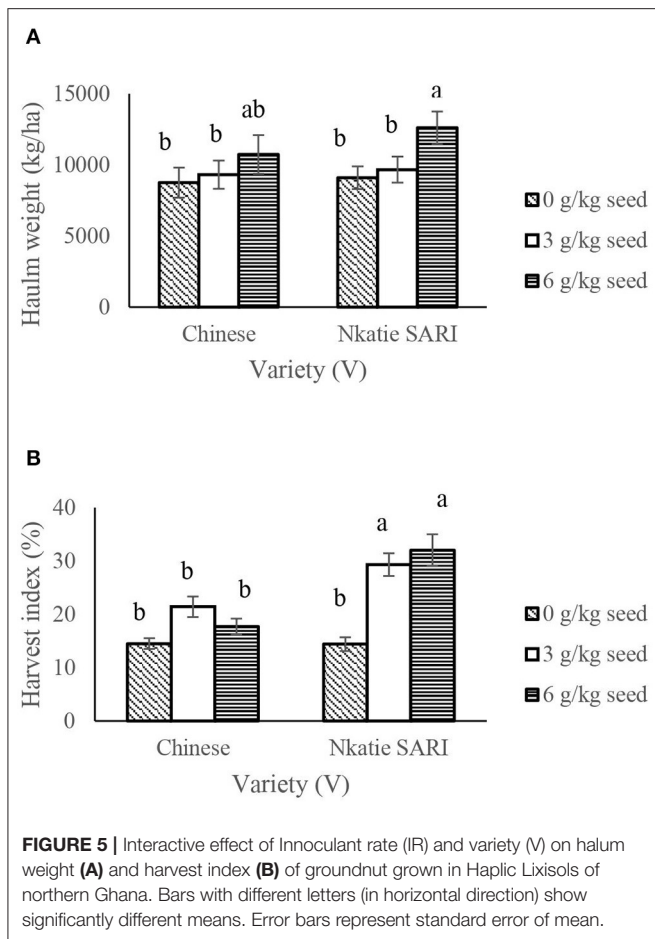 A
Haulm weight (kg/ha)
15000
10000
5000
0
b b ab b b a
Chinese Nkatie SARI
Variety (V)
0 g/kg seed
3 g/kg seed
6 g/kg seed
B
Harvest index (%)
40
30
20
10
0
b b b b a a
Chinese Nkatie SARI
Variety (V)
0 g/kg seed
3 g/kg seed
6 g/kg seed
FIGURE 5 | Interactive effect of Innoculant rate (IR) and variety (V) on halum
weight (A) and harvest index (B) of groundnut grown in Haplic Lixisols of
northern Ghana. Bars with different letters (in horizontal direction) show
significantly different means. Error bars represent standard error of mean.